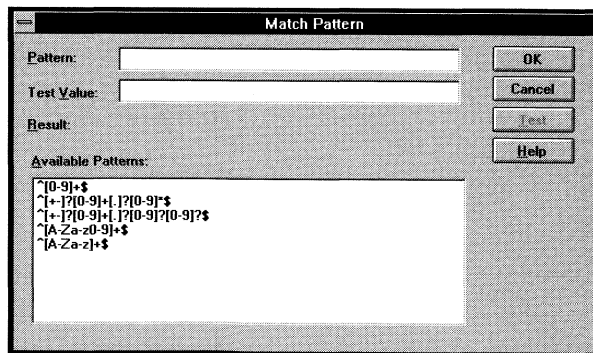 Match Pattern
Pattern:
OK
Test Value:
Cancel
Result:
Test
Help
Available Patterns:
^[0-9]+$
^[+-]?[0-9]+[.]?[0-9]*$
^[+-]?[0-9]+[.]?[0-9]?[0-9]?$
^[A-Za-z0-9]+$
^[A-Za-z]+$